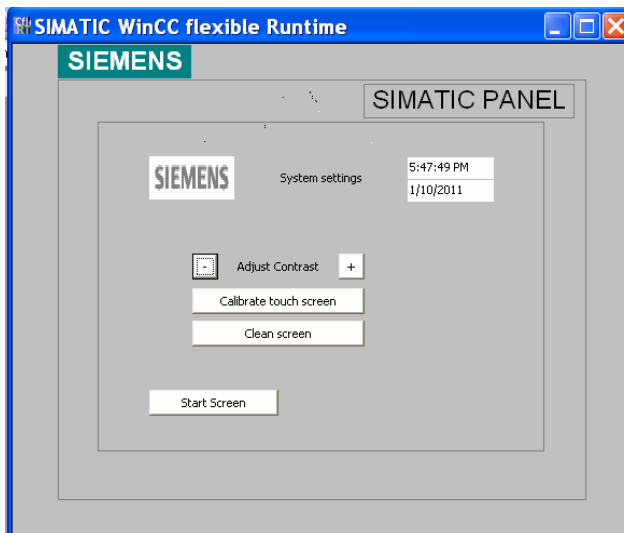 SIMATIC WinCC flexible Runtime
SIEMENS
SIMATIC PANEL
SIEMENS
System settings
5:47:49 PM
1/10/2011
- Adjust Contrast +
Calibrate touch screen
Clean screen
Start Screen